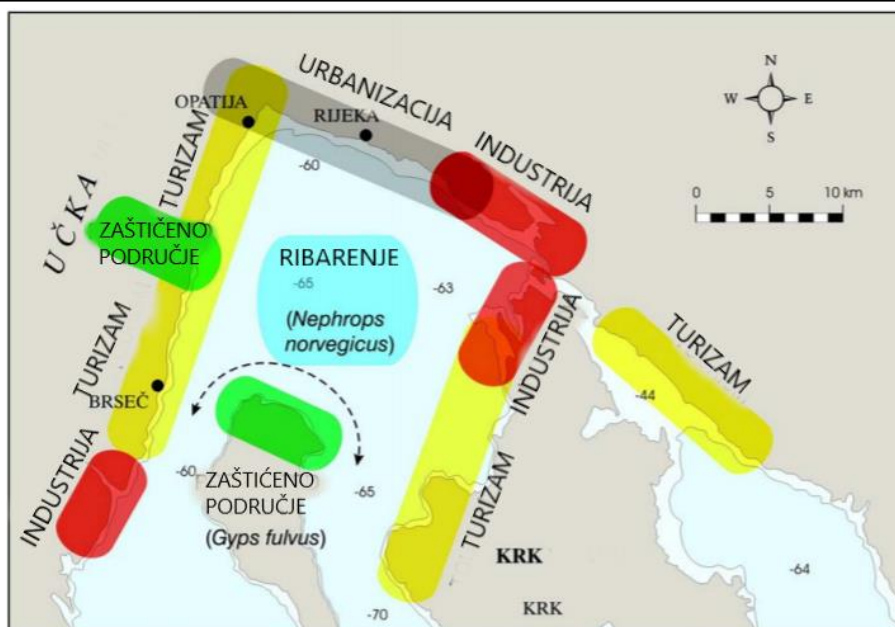 URBANIZACIJA
N
W E
S
OPATIJA
RIJEKA
INDUSTRIJA
-60
0 5 10 km
TURIZAM
UČKA
ZAŠTIČENO
PODRUČJE
RIBARENJE
-65
-63
(Nephrops
norvegicus)
INDUSTRIJA
TURIZAM
-44
TURIZAM
BRSEČ
INDUSTRIJA
-60
ZAŠTIĆENO
PODRUČJE
(Gyps fulvus)
-65
TURIZAM
KRK
KRK
-64
-70